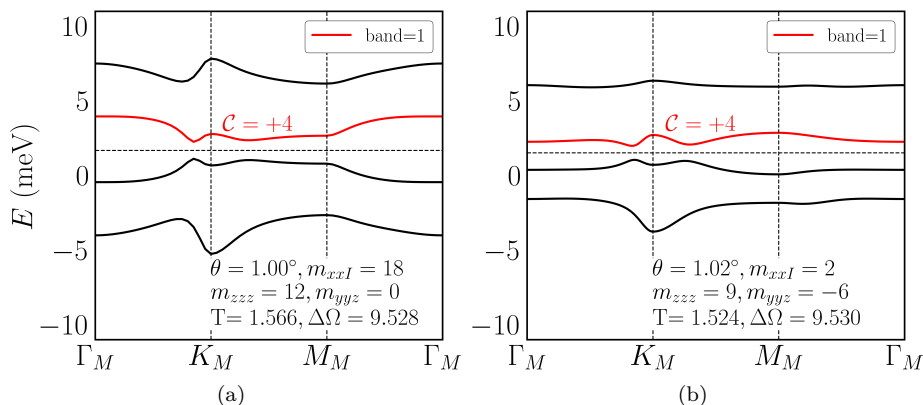 10
5
0
−5
−10
E (meV)
band=1
C = +4
θ = 1.00°, m_xxI = 18
m_zzz = 12, m_yyz = 0
T= 1.566, ΔΩ = 9.528
Γ_M K_M M_M Γ_M
(a)
10
5
0
−5
−10
band=1
C = +4
θ = 1.02°, m_xxI = 2
m_zzz = 9, m_yyz = −6
T= 1.524, ΔΩ = 9.530
Γ_M K_M M_M Γ_M
(b)